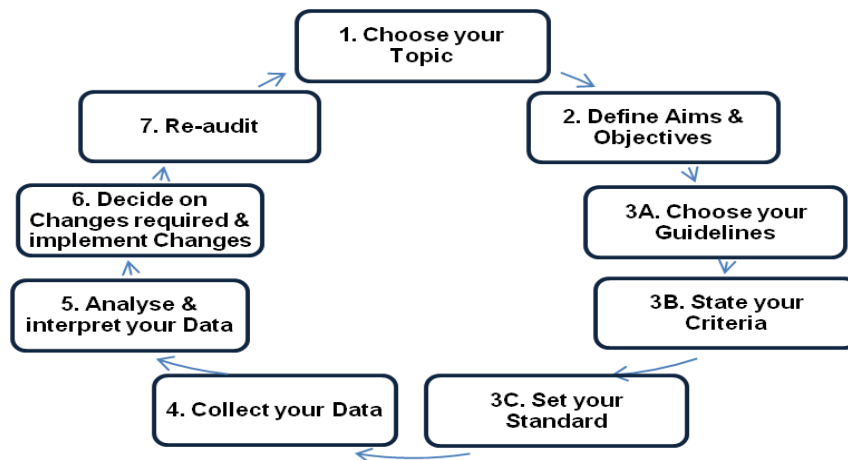 1. Choose your
Topic
2. Define Aims &
Objectives
3A. Choose your
Guidelines
3B. State your
Criteria
3C. Set your
Standard
4. Collect your Data
5. Analyse &
interpret your Data
6. Decide on
Changes required &
implement Changes
7. Re-audit